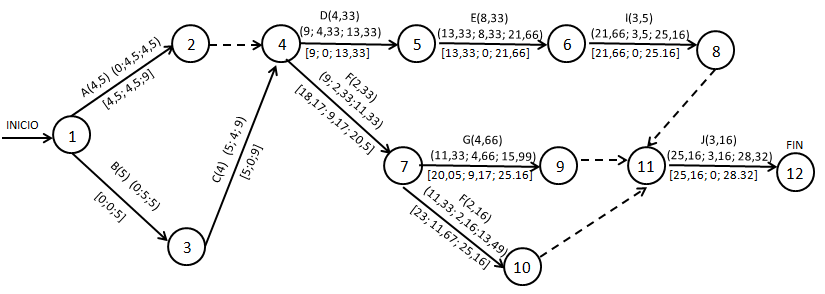 INICIO
1
A(4,5) (0;4,5;4,5)
[4,5; 4,5;9]
2
B(5) (0;5;5)
[0;0;5]
3
C(4) (5; 4; 9)
[5;0;9]
4
D(4,33)
(9; 4,33; 13,33)
[9; 0; 13,33]
5
E(8,33)
(13,33; 8,33; 21,66)
[13,33; 0; 21,66]
6
I(3,5)
(21,66; 3,5; 25,16)
[21,66; 0; 25.16]
8
F(2,33)
(9; 2,33;11,33)
[18,17; 9,17; 20,5]
7
G(4,66)
(11,33; 4,66; 15,99)
[20,05; 9,17; 25.16]
9
F(2,16)
(11,33; 2,16;13,49)
[23; 11,67; 25,16]
10
11
J(3,16)
(25,16; 3,16; 28,32)
[25,16; 0; 28.32]
FIN
12